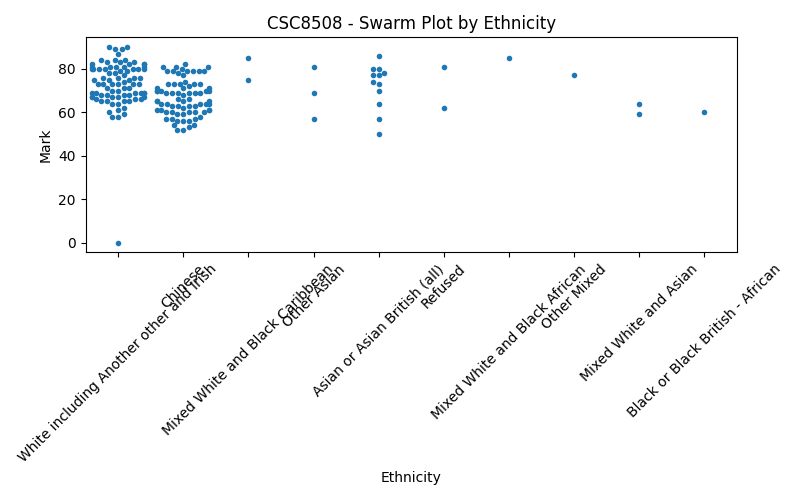 CSC8508 - Swarm Plot by Ethnicity
Mark
80
60
40
20
0
White including Another other and Irish
Chinese
Mixed White and Black Caribbean
Other Asian
Asian or Asian British (all)
Refused
Mixed White and Black African
Other Mixed
Mixed White and Asian
Black or Black British - African
Ethnicity